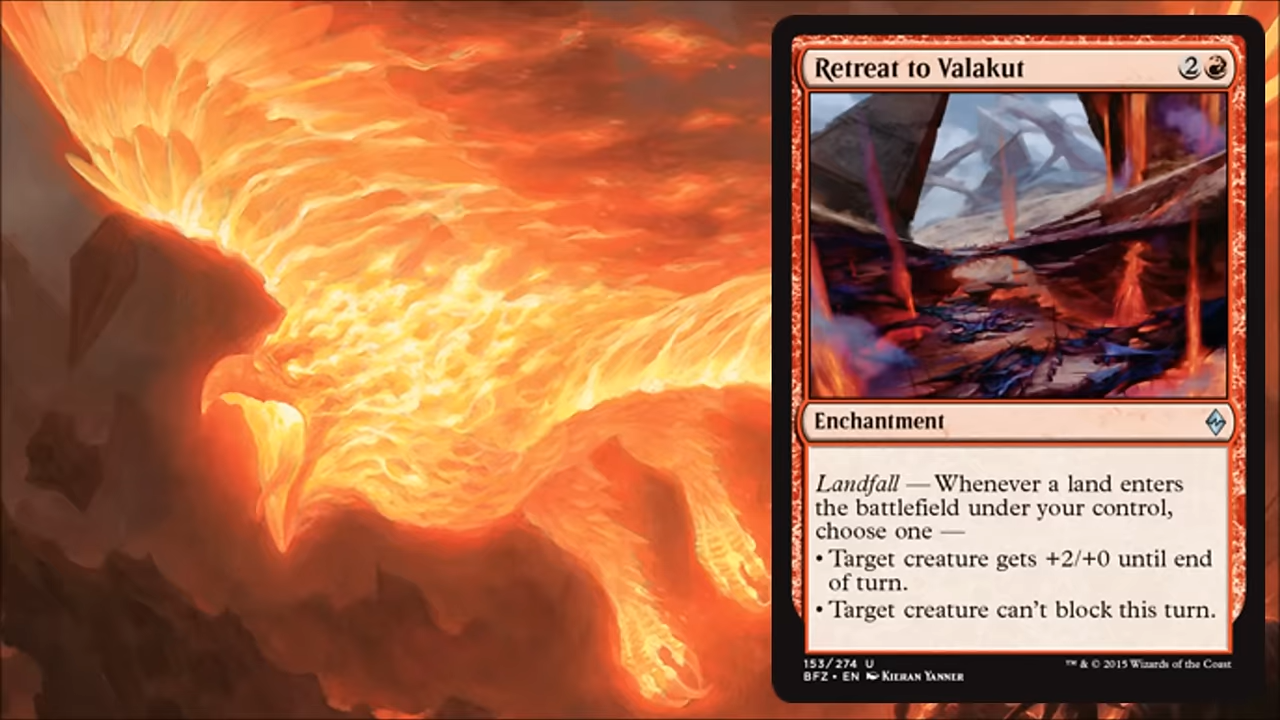 Retreat to Valakut 2
Enchantment
Landfall — Whenever a land enters
the battlefield under your control,
choose one —
• Target creature gets +2/+0 until end
of turn.
• Target creature can't block this turn.
153/274 U
™ & © 2015 Wizards of the Coast
BFZ • EN Kieran Yanner